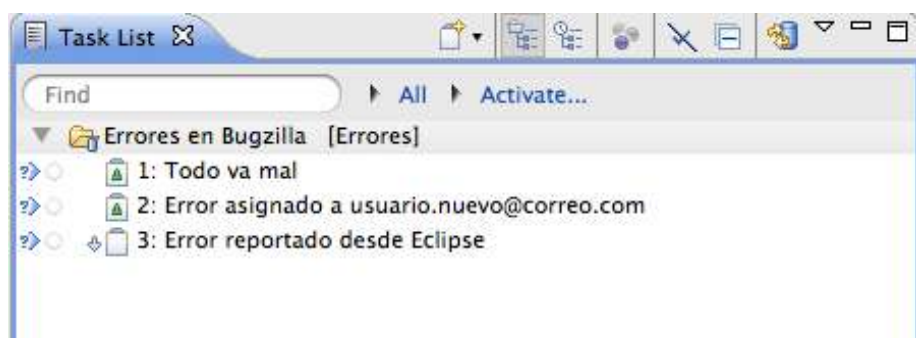 Task List
Find All Activate...
Errores en Bugzilla [Errores]
1: Todo va mal
2: Error asignado a usuario.nuevo@correo.com
3: Error reportado desde Eclipse